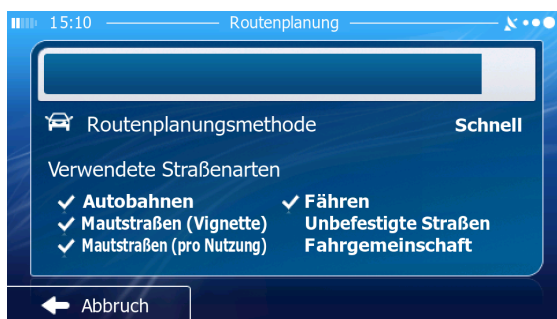 15:10 Routenplanung
Routenplanungsmethode Schnell
Verwendete Straßenarten
Autobahnen Fähren
Mautstraßen (Vignette) Unbefestigte Straßen
Mautstraßen (pro Nutzung) Fahrgemeinschaft
Abbruch